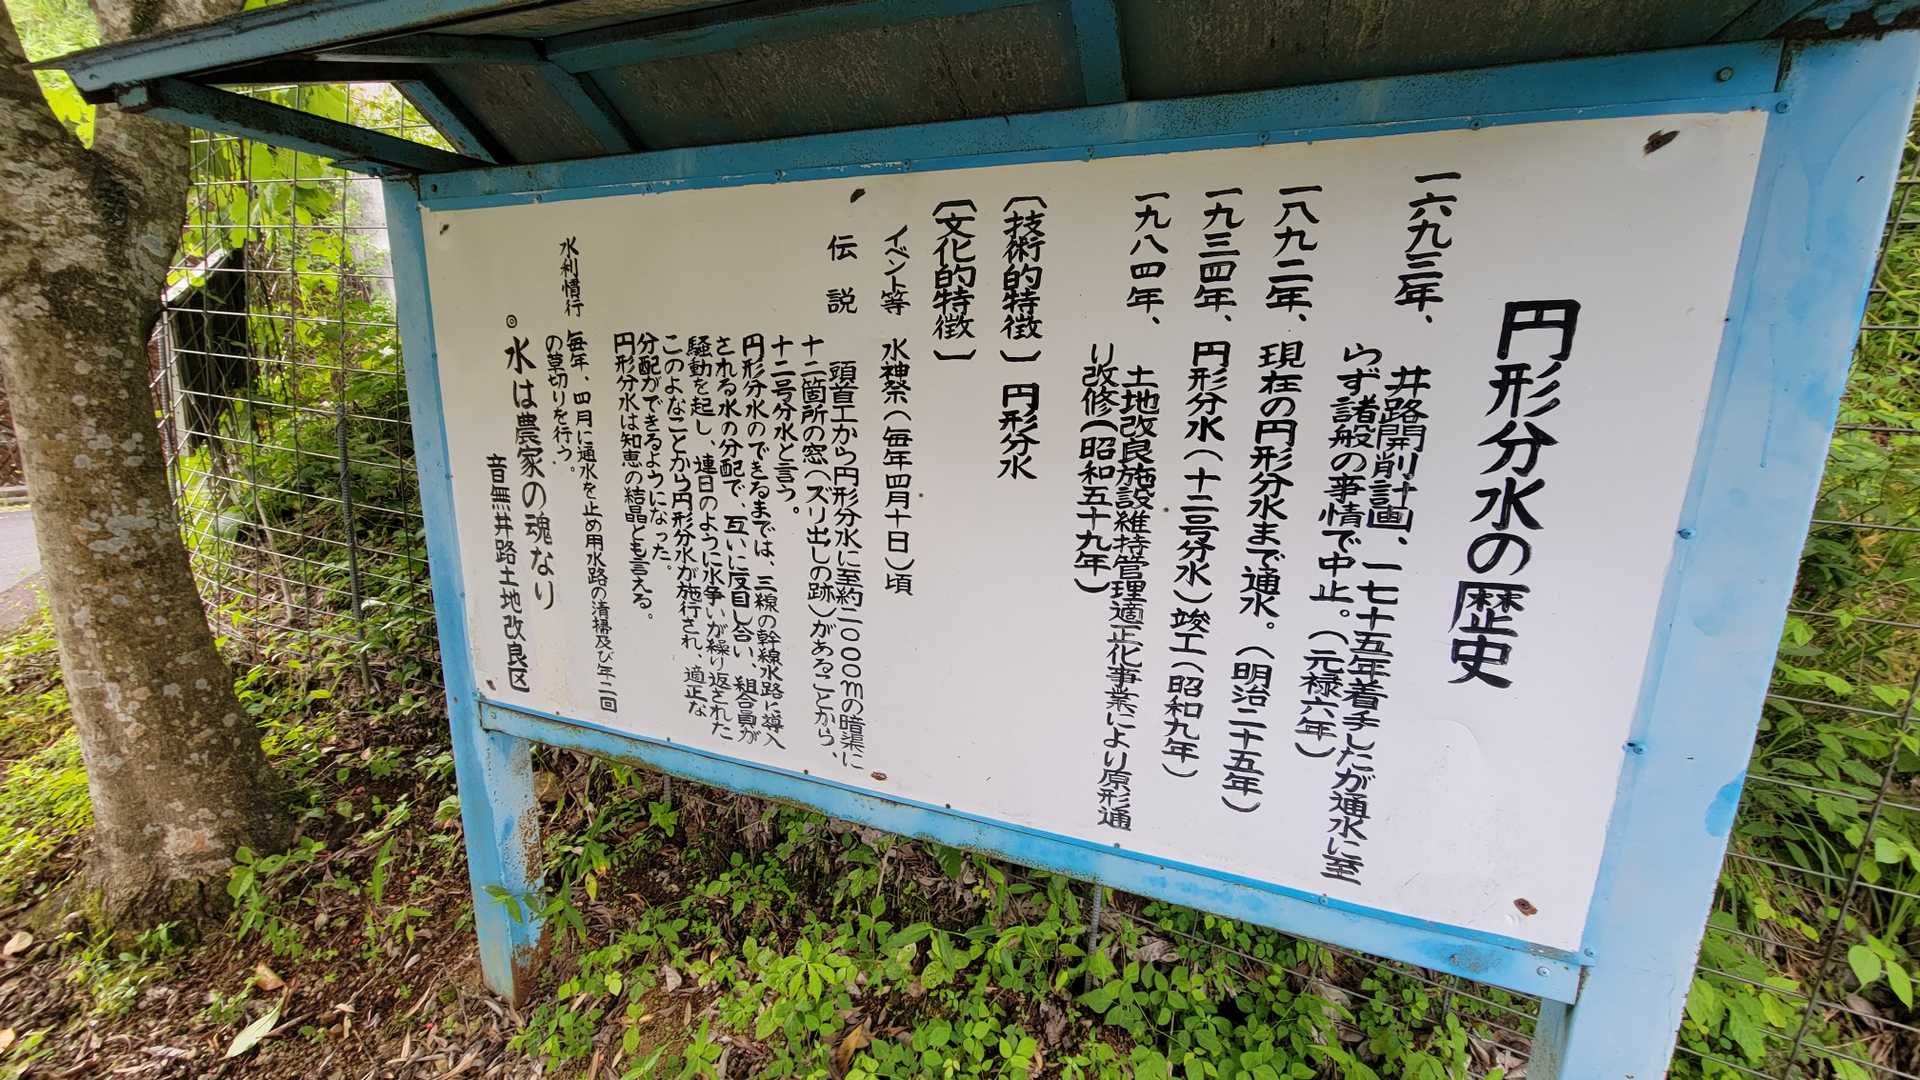 円形分水の歴史
一六九三年、 井路開削計画、一七十五年着手したが通水に至
らず諸般の事情で中止。(元禄六年)
一八九二年、現在の円形分水まで通水。(明治二十五年)
一九三四年、円形分水(十二号分水)竣工(昭和九年)
一九八四年、 土地改良施設維持管理適正化事業により原形通
り改修(昭和五十九年)
〔技術的特徴〕円形分水
〔文化的特徴〕
イベント等 水神祭(毎年四月十日)頃
伝説 頭首工から円形分水に至約二〇〇〇mの暗渠に
十二箇所の窓(ズリ出しの跡)があることから、
十二号分水と言う。
円形分水のできるまでは、三線の幹線水路に導入
される水の分配で、互いに反目し合い、組合員が
騒動を起し、連日のように水争いが繰り返された
このよなことから円形分水が施行され、適正な
分配ができるようになった。
円形分水は知恵の結晶とも言える。
水利情行 毎年、四月に通水を止め用水路の清掃及び年二回
の草切りを行う。
◎水は農家の魂なり
音無井路土地改良区